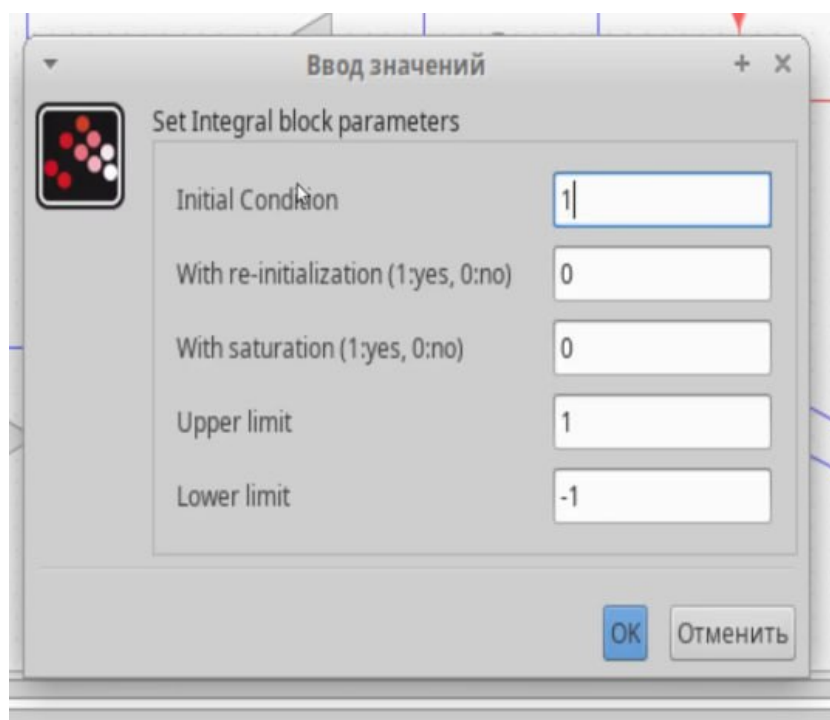 Ввод значений
Set Integral block parameters
Initial Condition 1
With re-initialization (1:yes, 0:no) 0
With saturation (1:yes, 0:no) 0
Upper limit 1
Lower limit -1
OK Отменить